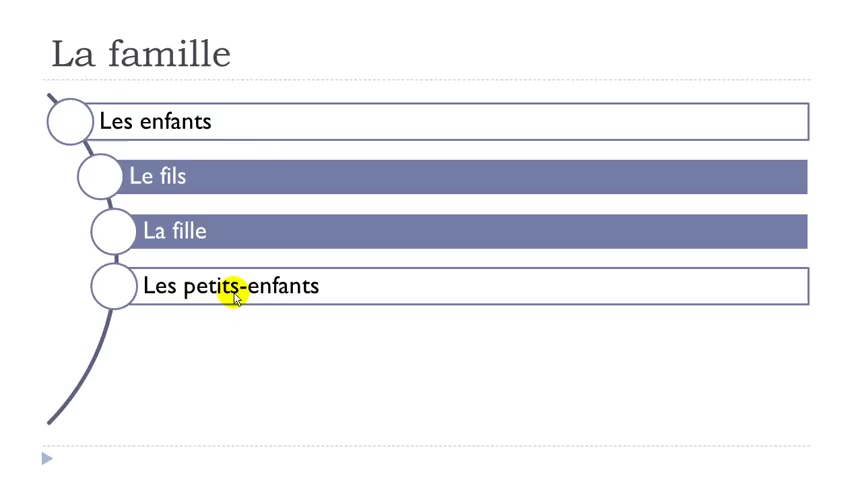 La famille
Les enfants
Le fils
La fille
Les petits-enfants